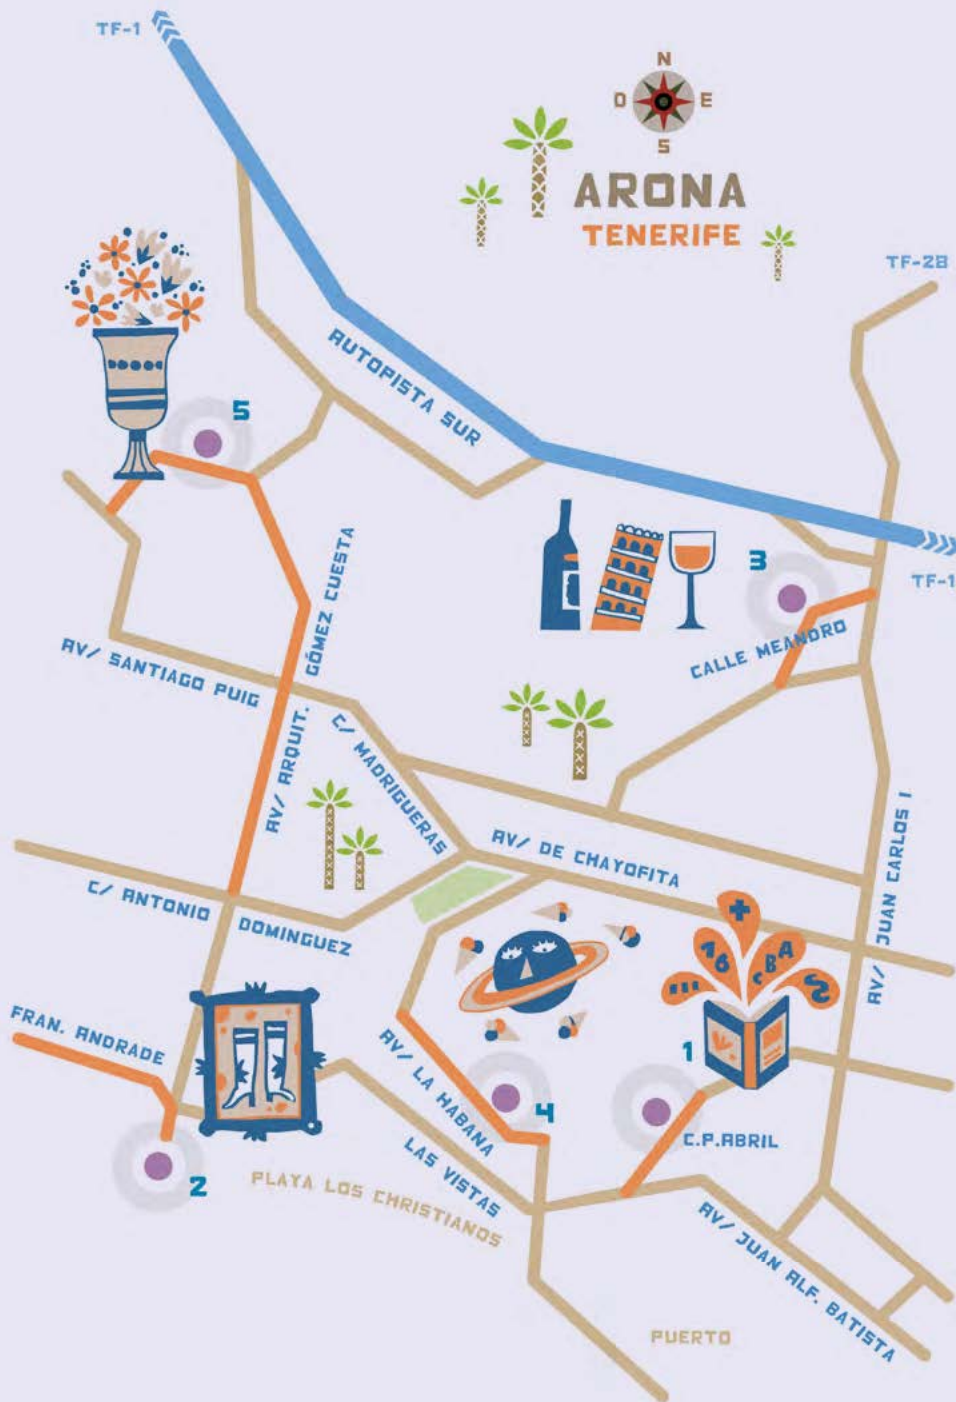 TF-1
N
O E
S
ARONA
TENERIFE
TF-28
AUTOPISTA SUR
5
3
TF-1
CALLE MEANDRO
AV/ SANTIAGO PUIG
AV/ ARQUIT. GÓMEZ CUESTA
C/ MADRIGUERAS
AV/ DE CHAYOFITA
AV/ JUAN CARLOS I
C/ ANTONIO DOMINGUEZ
16
CBA
FRAN. ANDRADE
1
AV/ LA HABANA
4
C.P.ABRIL
LAS VISTAS
2
PLAYA LOS CHRISTIANOS
AV/ JUAN ALF. BATISTA
PUERTO